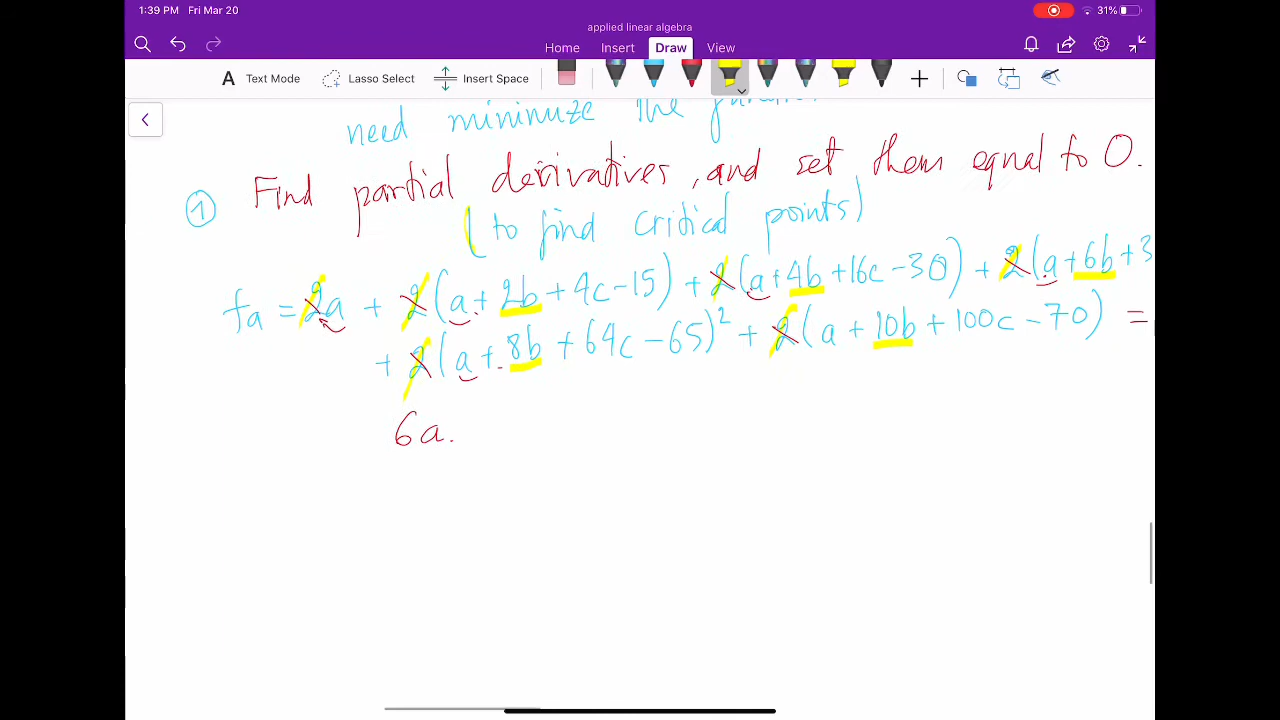 1:39 PM Fri Mar 20
31%
applied linear algebra
Home Insert Draw View
A Text Mode Lasso Select Insert Space
need minimize the
Find partial derivatives, and set them equal to 0.
① (to find critical points)
fa = 2a + 2(a + 2b + 4c - 15) + 2(a + 4b + 16c - 30) + 2(a + 6b + 3
+ 2(a + 8b + 64c - 65)² + 2(a + 10b + 100c - 70) =
6a.